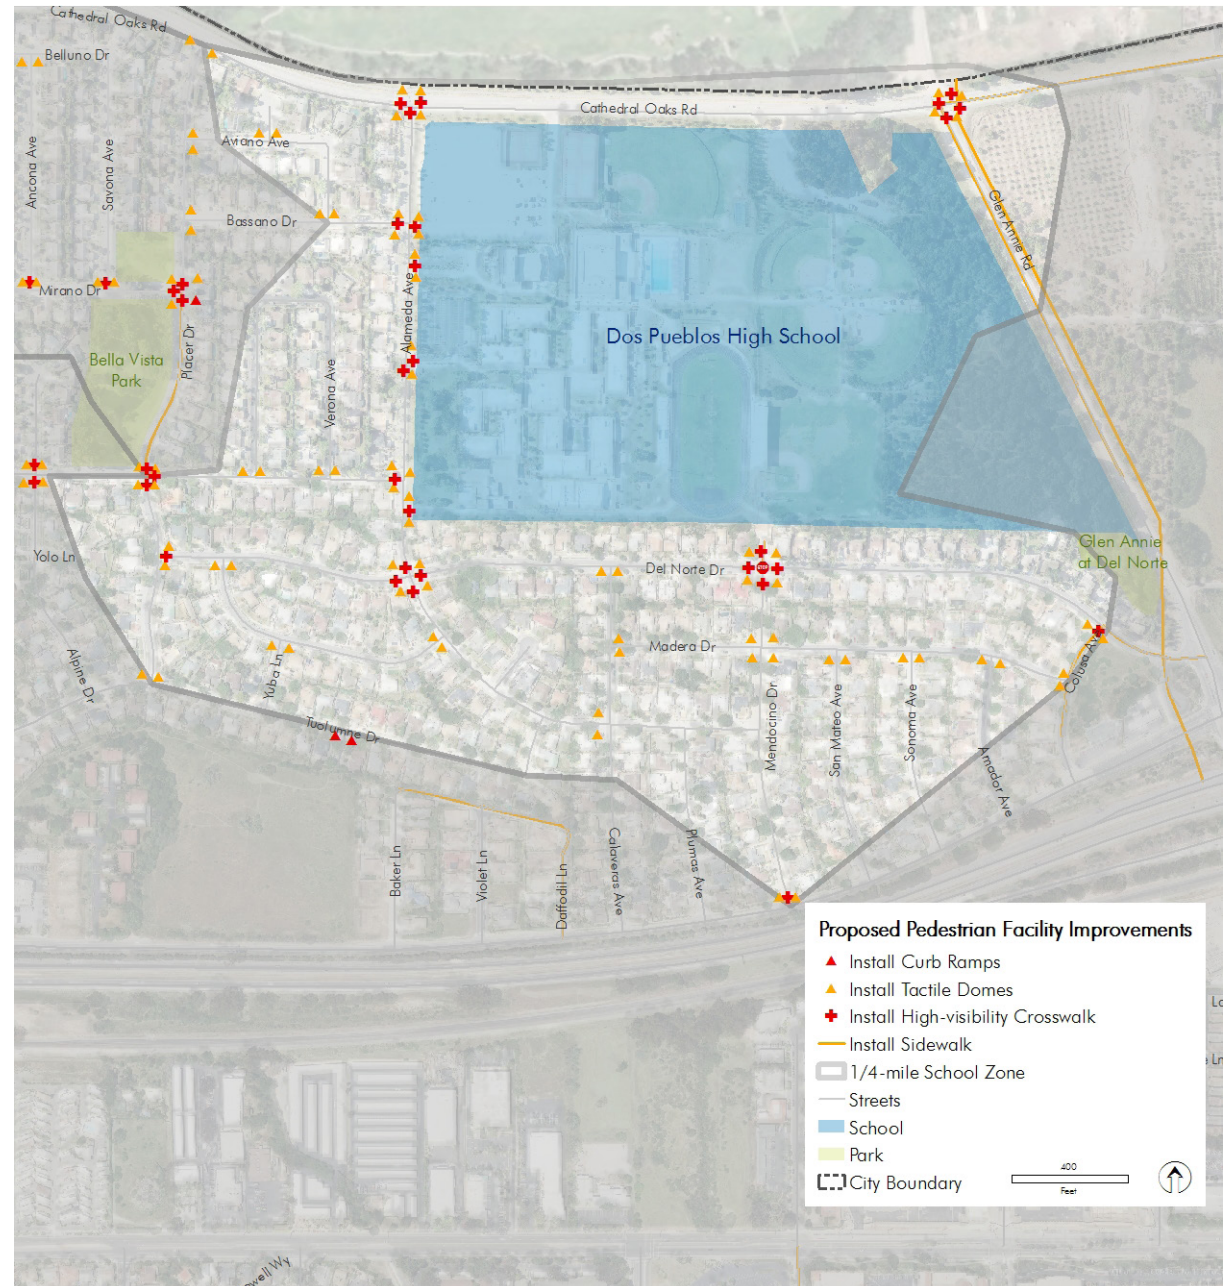 Cathedral Oaks Rd
Belluno Dr
Cathedral Oaks Rd
Aviano Ave
Ancona Ave
Savona Ave
Bassano Dr
Glen Annie Rd
Mirano Dr
Alameda Ave
Placer Dr
Dos Pueblos High School
Bella Vista
Park
Verona Ave
Glen Annie
at Del Norte
Yolo Ln
Del Norte Dr
STOP
Madera Dr
Alpine Dr
Yuba Ln
Colusa Ave
Tuolumne Dr
Mendocino Dr
San Mateo Ave
Sonoma Ave
Amador Ave
Baker Ln
Violet Ln
Daffodil Ln
Calaveras Ave
Plumas Ave
Proposed Pedestrian Facility Improvements
Install Curb Ramps
Install Tactile Domes
Install High-visibility Crosswalk
Install Sidewalk
1/4-mile School Zone
Streets
School
Park
City Boundary
400
Feet
La
e Ln
well Wy